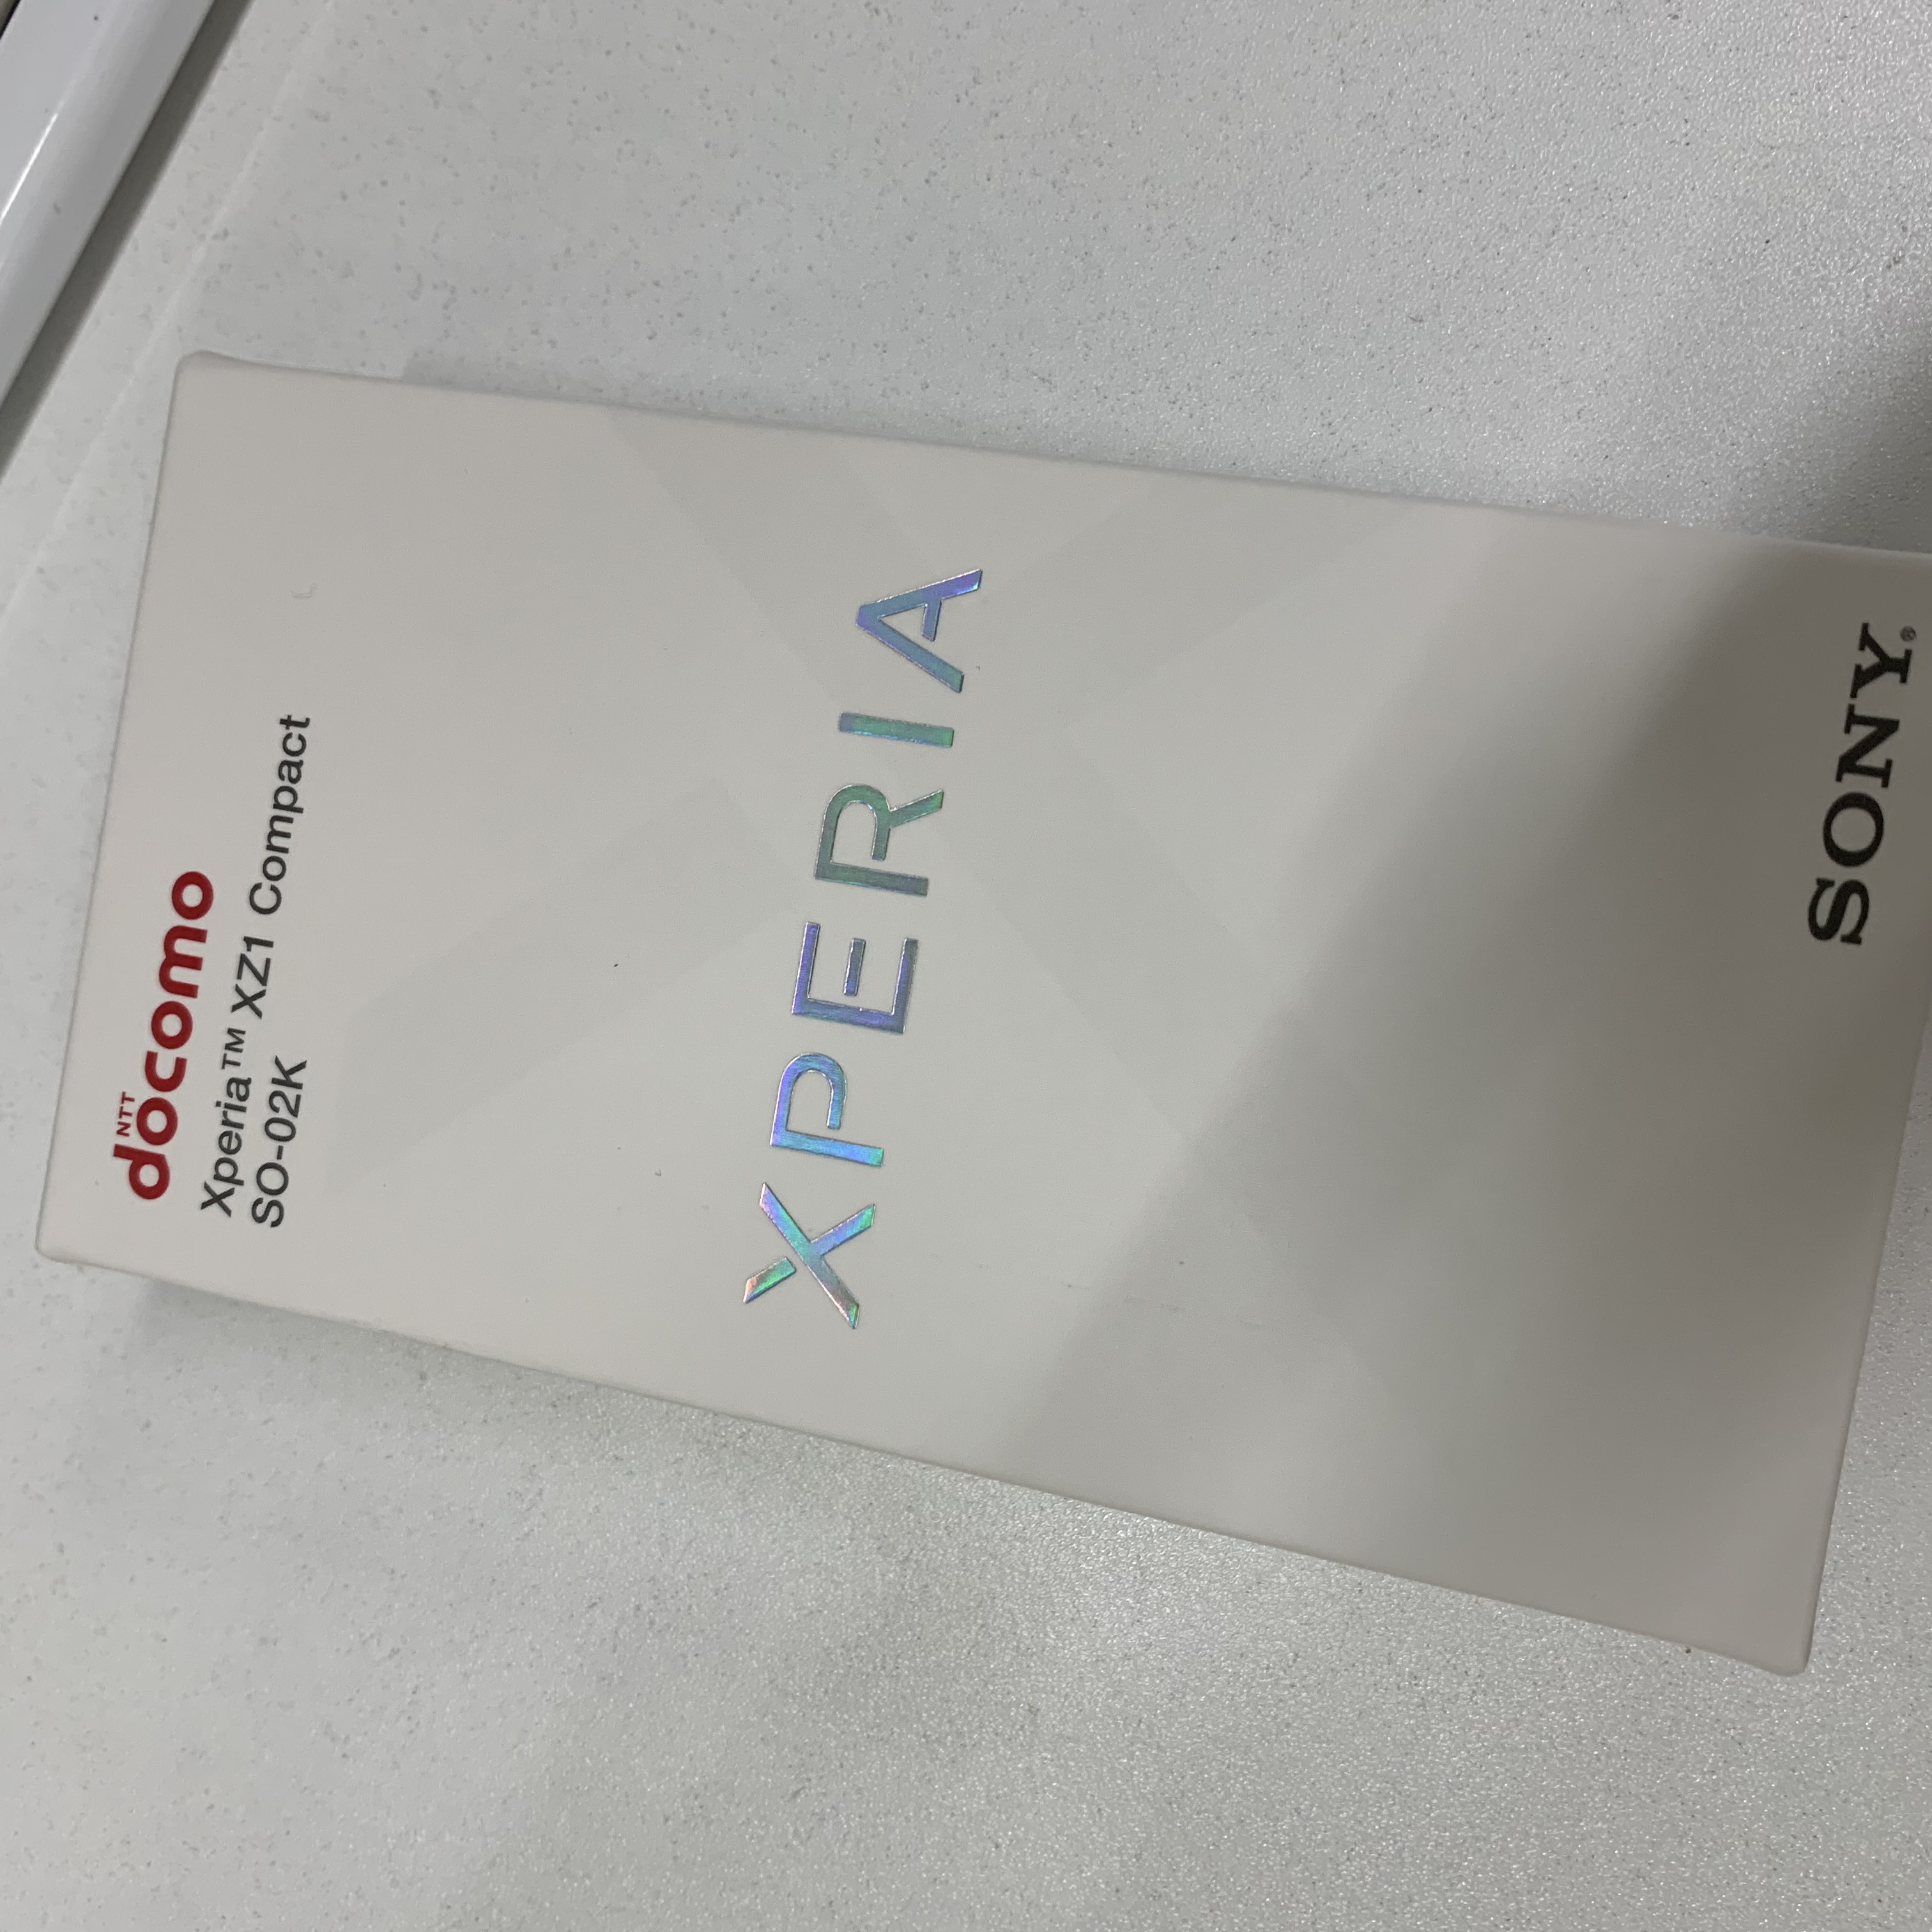 NTT
docomo
Xperia™ XZ1 Compact
SO-02K
XPERIA
SONY®